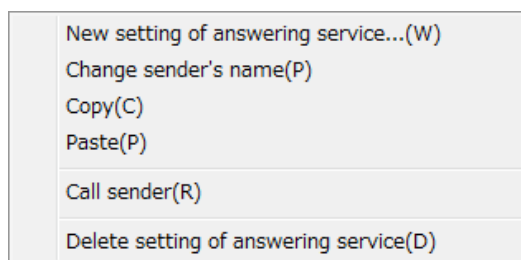 New setting of answering service...(W)
Change sender's name(P)
Copy(C)
Paste(P)
Call sender(R)
Delete setting of answering service(D)